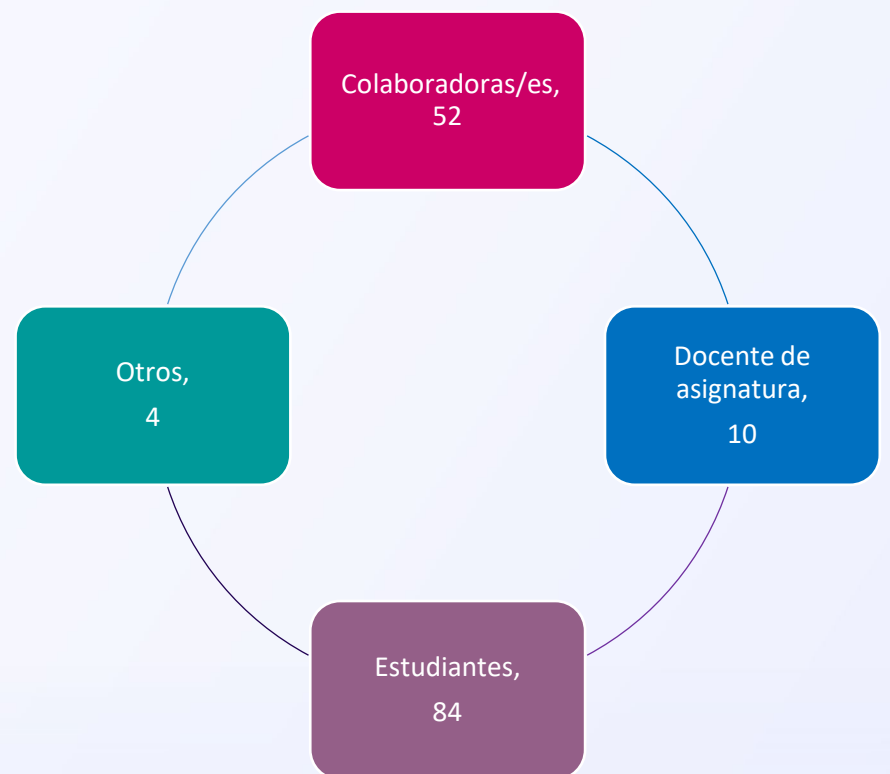 Colaboradoras/es,
52
Docente de
asignatura,
10
Estudiantes,
84
Otros,
4